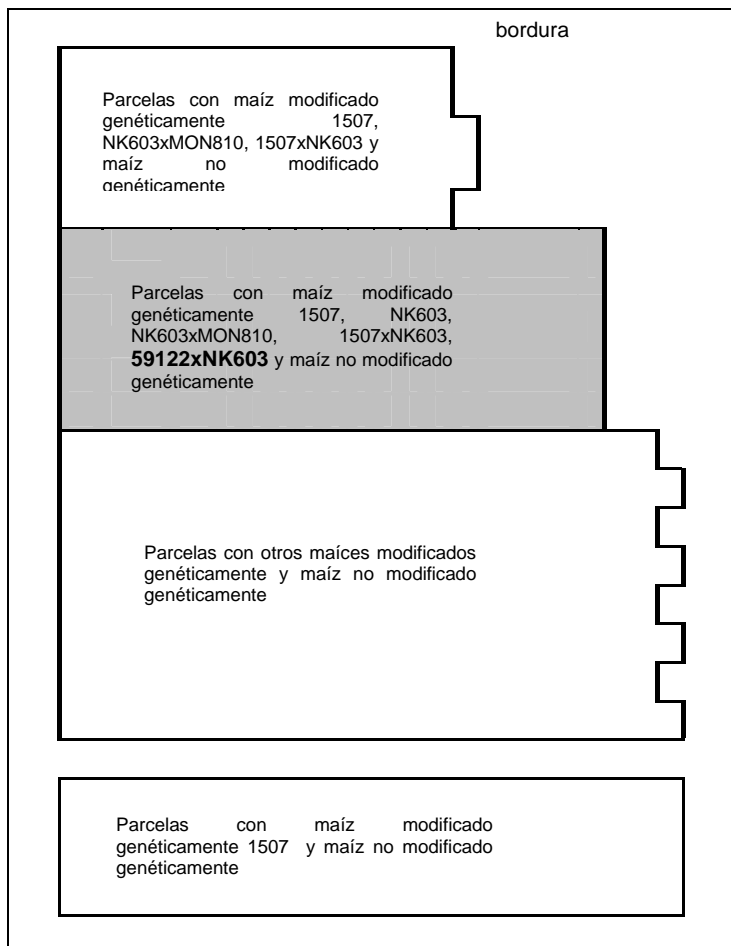 bordura
Parcelas con maíz modificado
genéticamente 1507,
NK603xMON810, 1507xNK603 y
maíz no modificado
genéticamente
Parcelas con maíz modificado
genéticamente 1507, NK603,
NK603xMON810, 1507xNK603,
59122xNK603 y maíz no modificado
genéticamente
Parcelas con otros maíces modificados
genéticamente y maíz no modificado
genéticamente
Parcelas con maíz modificado
genéticamente 1507 y maíz no modificado
genéticamente